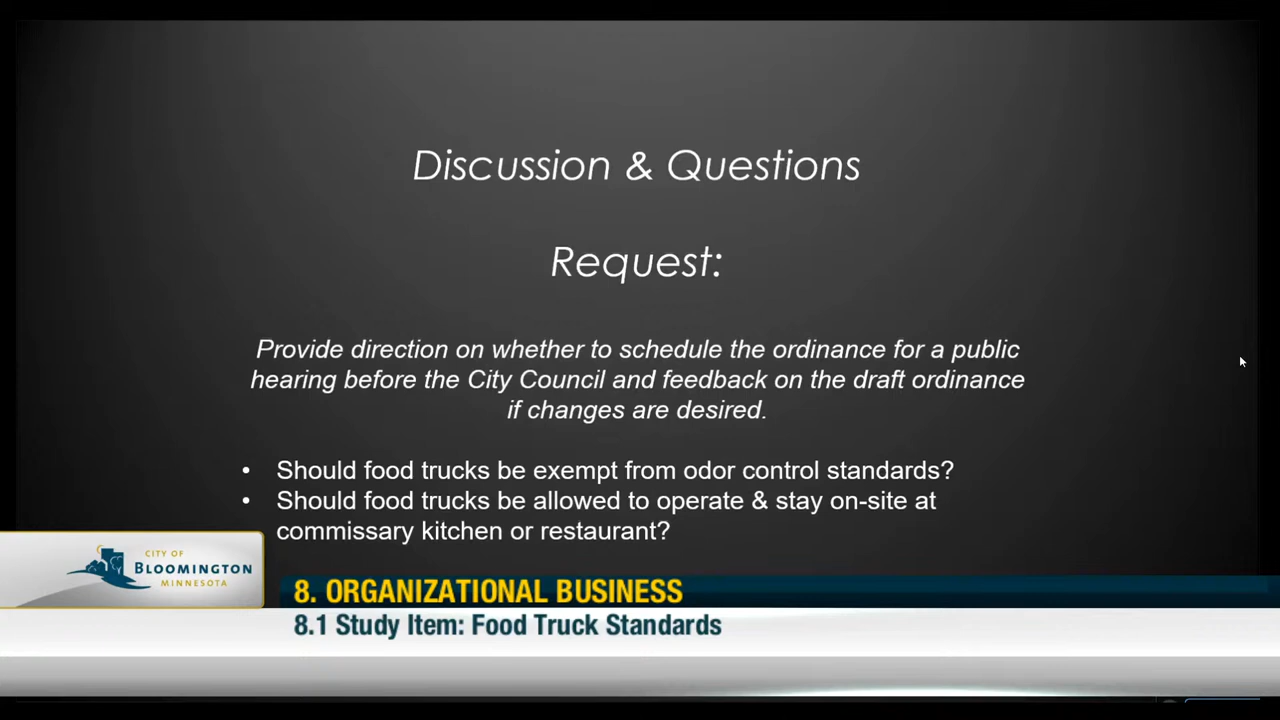 Discussion & Questions
Request:
Provide direction on whether to schedule the ordinance for a public
hearing before the City Council and feedback on the draft ordinance
if changes are desired.
• Should food trucks be exempt from odor control standards?
• Should food trucks be allowed to operate & stay on-site at
commissary kitchen or restaurant?
CITY OF
BLOOMINGTON
MINNESOTA
8. ORGANIZATIONAL BUSINESS
8.1 Study Item: Food Truck Standards